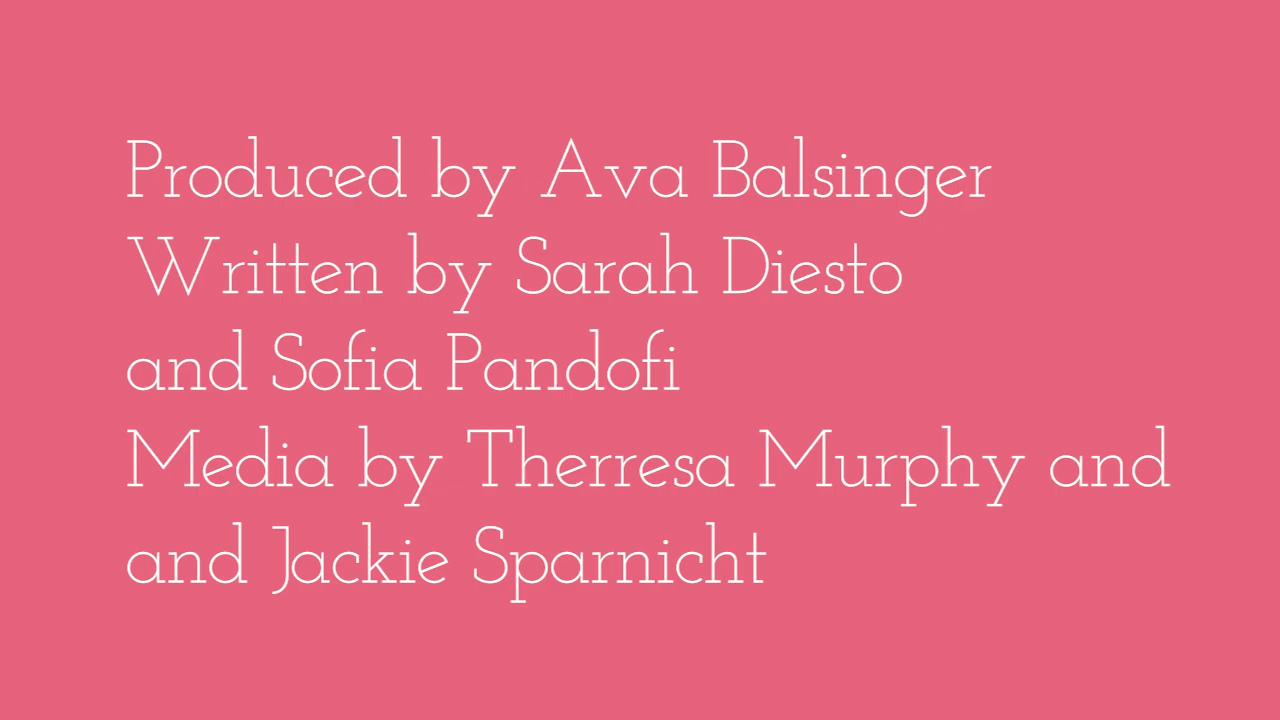 Produced by Ava Balsinger
Written by Sarah Diesto
and Sofia Pandofi
Media by Therresa Murphy and
and Jackie Sparnicht